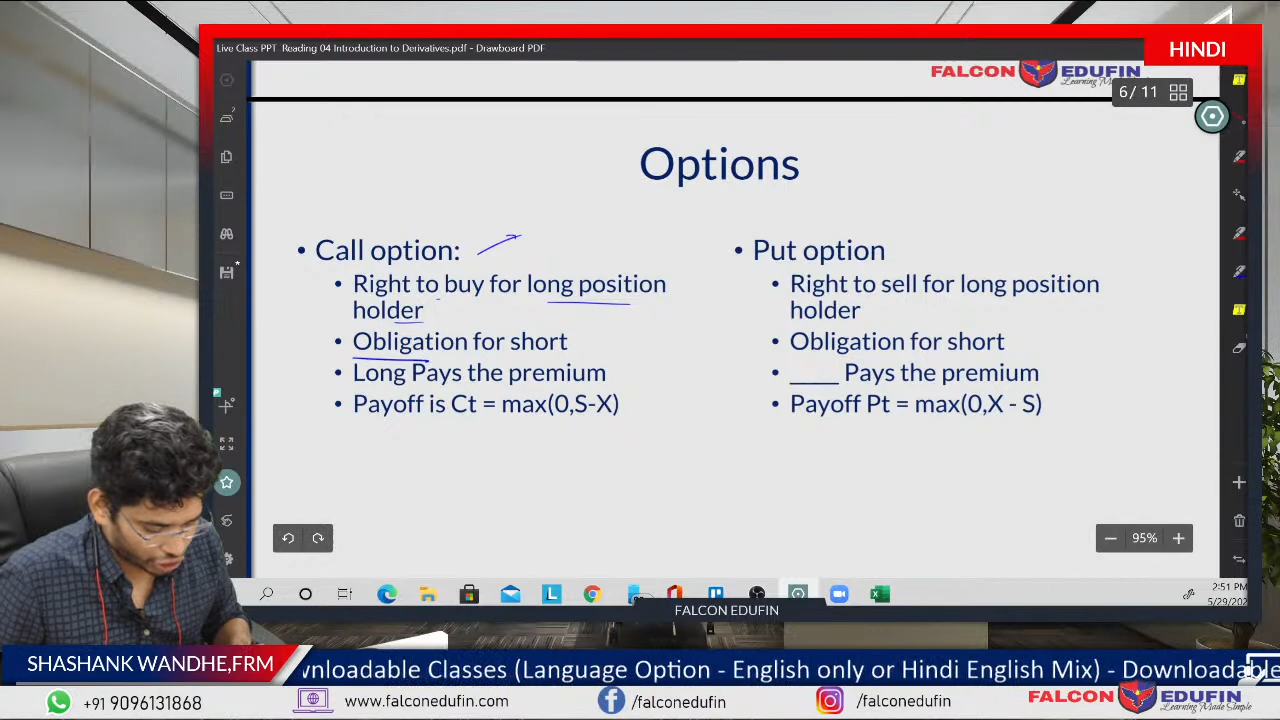 HINDI
Live Class PPT Reading 04 Introduction to Derivatives.pdf - Drawboard PDF
FALCON EDUFIN
6 / 11
Options
• Call option:
• Right to buy for long position
holder
• Obligation for short
• Long Pays the premium
• Payoff is Ct = max(0,S-X)
• Put option
• Right to sell for long position
holder
• Obligation for short
• ____ Pays the premium
• Payoff Pt = max(0,X - S)
95%
2:51 PM
FALCON EDUFIN
SHASHANK WANDHE,FRM
wnloadable Classes (Language Option - English only or Hindi English Mix) - Downloadable
+91 9096131868
www.falconedufin.com
/falconedufin
/falconedufin
FALCON EDUFIN
Learning Made Simple